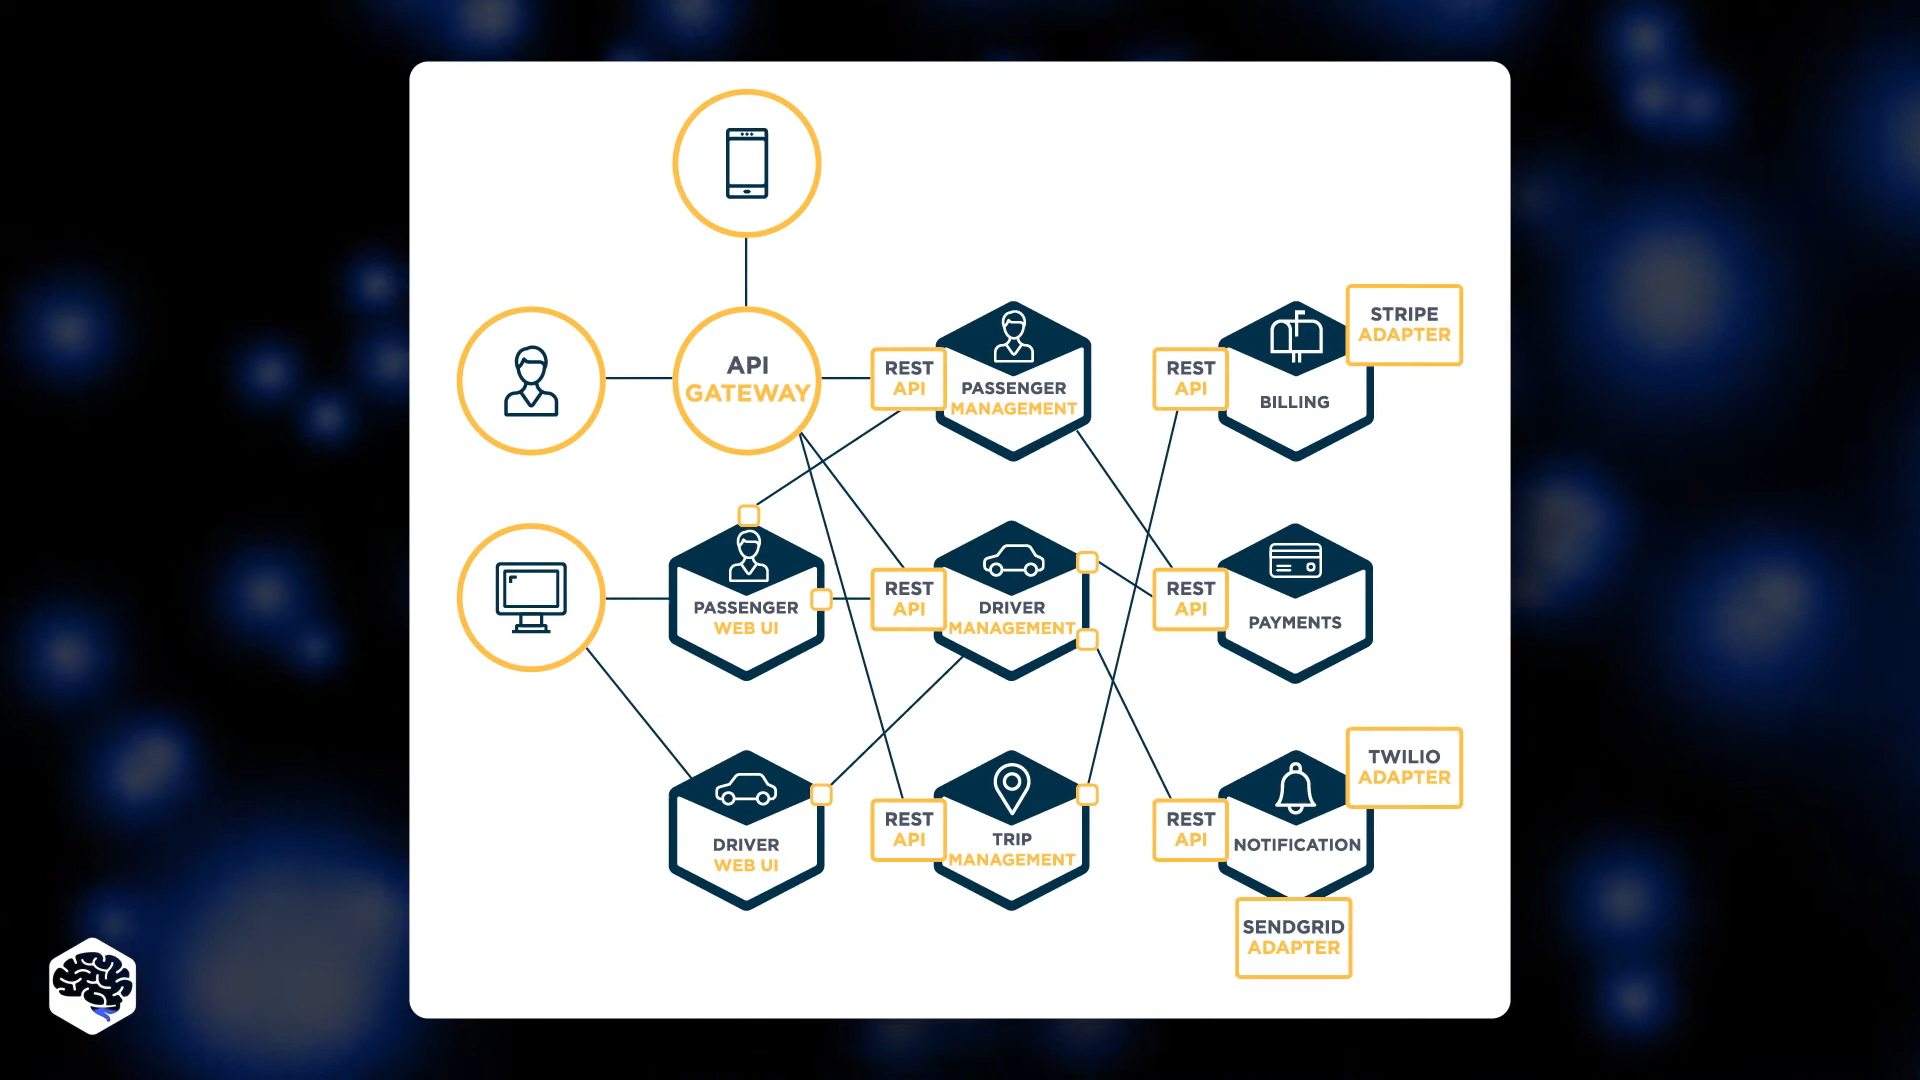 API
GATEWAY
REST
API
PASSENGER
MANAGEMENT
REST
API
BILLING
STRIPE
ADAPTER
PASSENGER
WEB UI
REST
API
DRIVER
MANAGEMENT
REST
API
PAYMENTS
DRIVER
WEB UI
REST
API
TRIP
MANAGEMENT
REST
API
NOTIFICATION
TWILIO
ADAPTER
SENDGRID
ADAPTER